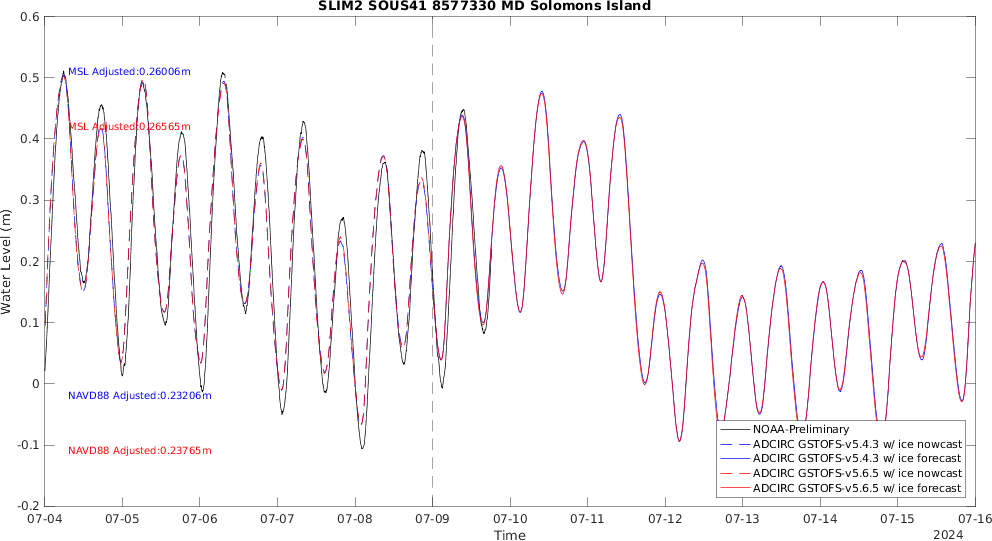 SLIM2 SOUS41 8577330 MD Solomons Island
0.6
0.5
0.4
0.3
0.2
0.1
0
-0.1
-0.2
Water Level (m)
MSL Adjusted:0.26006m
MSL Adjusted:0.26565m
NAVD88 Adjusted:0.23206m
NAVD88 Adjusted:0.23765m
NOAA-Preliminary
ADCIRC GSTOFS-v5.4.3 w/ ice nowcast
ADCIRC GSTOFS-v5.4.3 w/ ice forecast
ADCIRC GSTOFS-v5.6.5 w/ ice nowcast
ADCIRC GSTOFS-v5.6.5 w/ ice forecast
07-04 07-05 07-06 07-07 07-08 07-09 07-10 07-11 07-12 07-13 07-14 07-15 07-16
Time
2024